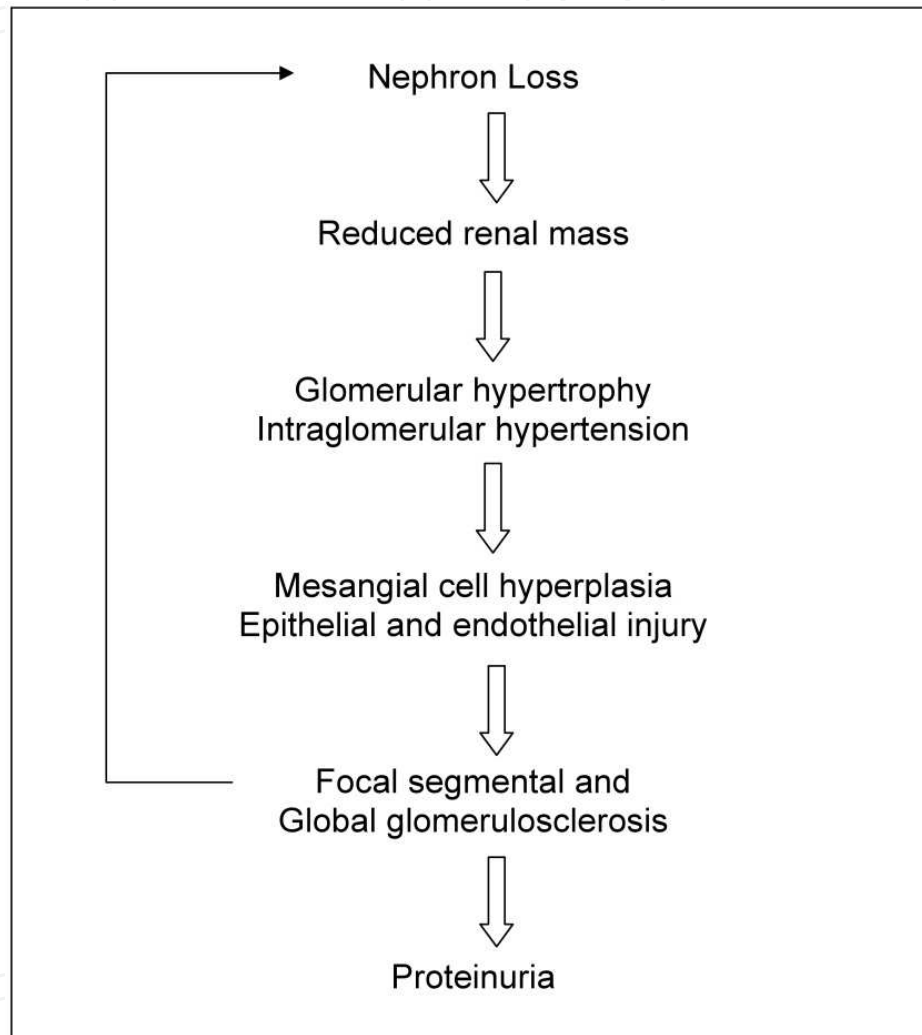 Nephron Loss
Reduced renal mass
Glomerular hypertrophy
Intraglomerular hypertension
Mesangial cell hyperplasia
Epithelial and endothelial injury
Focal segmental and
Global glomerulosclerosis
Proteinuria